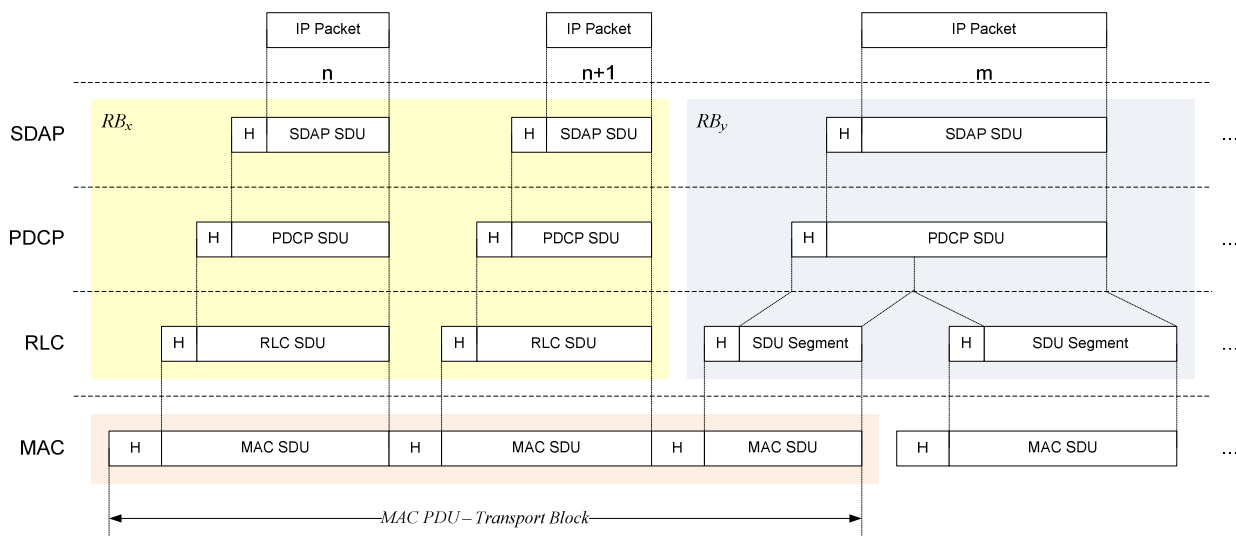 IP Packet IP Packet IP Packet
n n+1 m
RBx RBy
SDAP H SDAP SDU H SDAP SDU H SDAP SDU ...
PDCP H PDCP SDU H PDCP SDU H PDCP SDU ...
RLC H RLC SDU H RLC SDU H SDU Segment H SDU Segment ...
MAC H MAC SDU H MAC SDU H MAC SDU H MAC SDU ...
MAC PDU – Transport Block